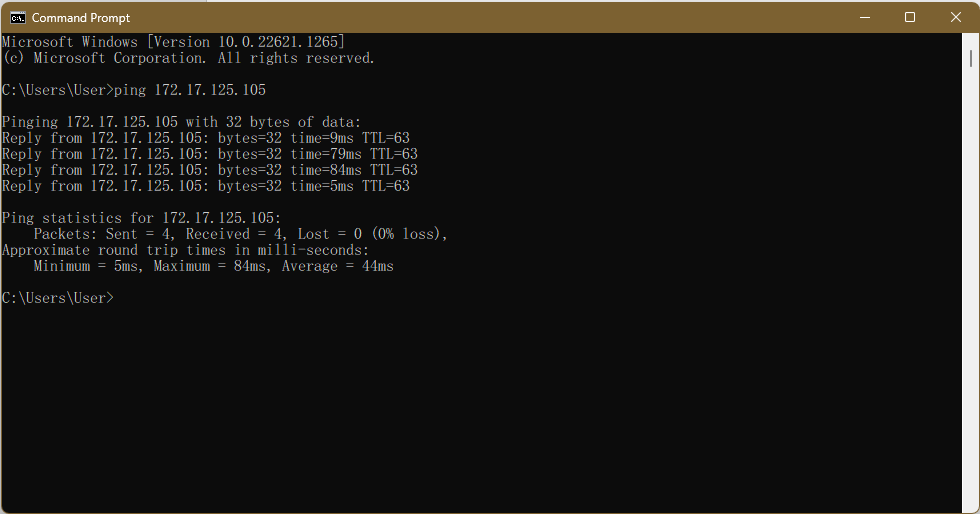 Command Prompt
Microsoft Windows [Version 10.0.22621.1265]
(c) Microsoft Corporation. All rights reserved.
C:\Users\User>ping 172.17.125.105
Pinging 172.17.125.105 with 32 bytes of data:
Reply from 172.17.125.105: bytes=32 time=9ms TTL=63
Reply from 172.17.125.105: bytes=32 time=79ms TTL=63
Reply from 172.17.125.105: bytes=32 time=84ms TTL=63
Reply from 172.17.125.105: bytes=32 time=5ms TTL=63
Ping statistics for 172.17.125.105:
    Packets: Sent = 4, Received = 4, Lost = 0 (0% loss),
Approximate round trip times in milli-seconds:
    Minimum = 5ms, Maximum = 84ms, Average = 44ms
C:\Users\User>